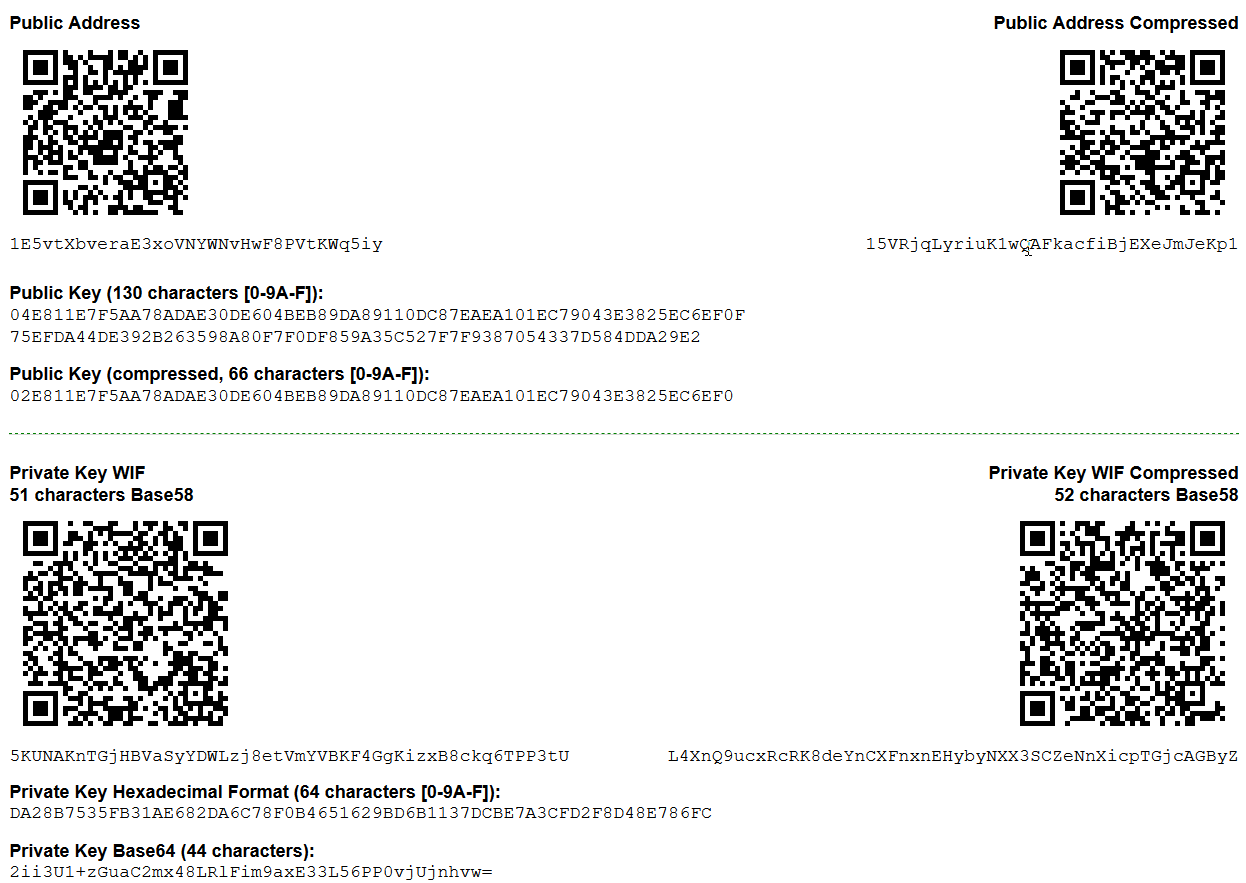 Public Address
Public Address Compressed
1E5vtXbveraE3xoVNYWNvHwF8PVtKWq5iy
15VRjqLyriuK1wCAFkacfiBjEXeJmJeKp1
Public Key (130 characters [0-9A-F]):
04E811E7F5AA78ADAE30DE604BEB89DA89110DC87EAEA101EC79043E3825EC6EF0F
75EFDA44DE392B263598A80F7F0DF859A35C527F7F9387054337D584DDA29E2
Public Key (compressed, 66 characters [0-9A-F]):
02E811E7F5AA78ADAE30DE604BEB89DA89110DC87EAEA101EC79043E3825EC6EF0
Private Key WIF
51 characters Base58
Private Key WIF Compressed
52 characters Base58
5KUNAKnTGjHBVaSyYDWLzj8etVmYVBKF4GgKizxB8ckq6TPP3tU
L4XnQ9ucxRcRK8deYnCXFnxnEHybyNXX3SCZeNnXicpTGjcAGByZ
Private Key Hexadecimal Format (64 characters [0-9A-F]):
DA28B7535FB31AE682DA6C78F0B4651629BD6B1137DCBE7A3CFD2F8D48E786FC
Private Key Base64 (44 characters):
2ii3U1+zGuaC2mx48LRlFim9axE33L56PP0vjUjnhvw=